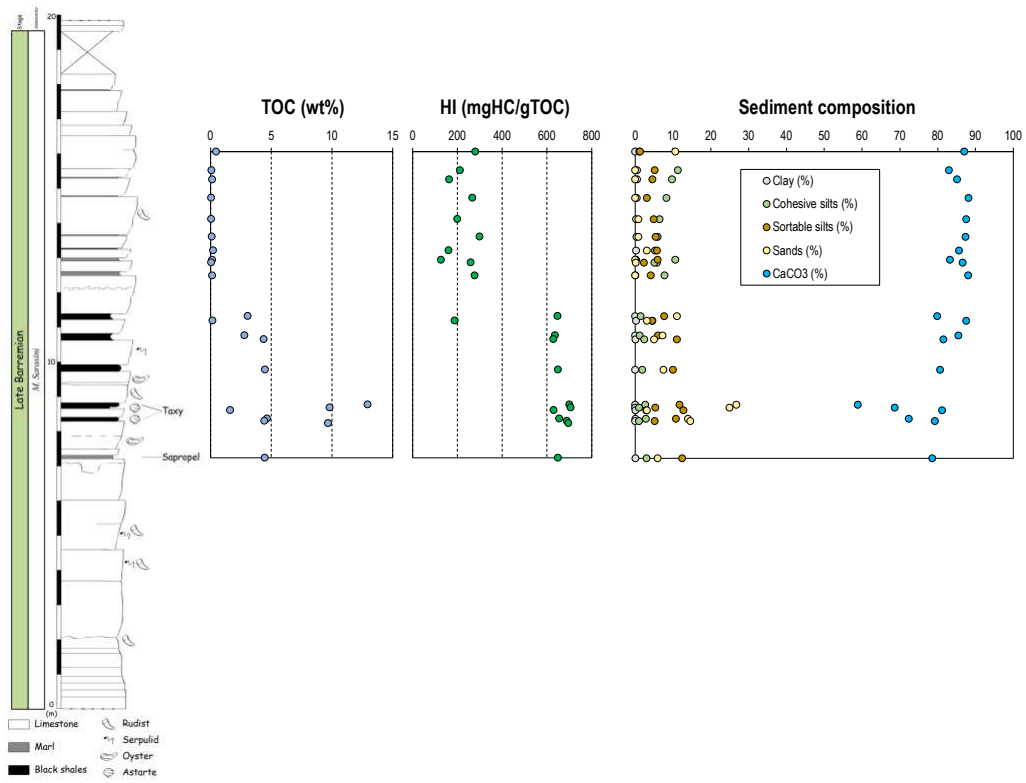 20
Stage
TOC (wt%)
HI (mgHC/gTOC)
Sediment composition
0 5 10 15
0 200 400 600 800
0 10 20 30 40 50 60 70 80 90 100
Clay (%)
Cohesive silts (%)
Sortable silts (%)
Sands (%)
CaCO3 (%)
Late Barremian
M. Sarasini
10
Taxy
Sapropel
0
(m)
Limestone
Marl
Black shales
Rudist
Serpulid
Oyster
Astarte